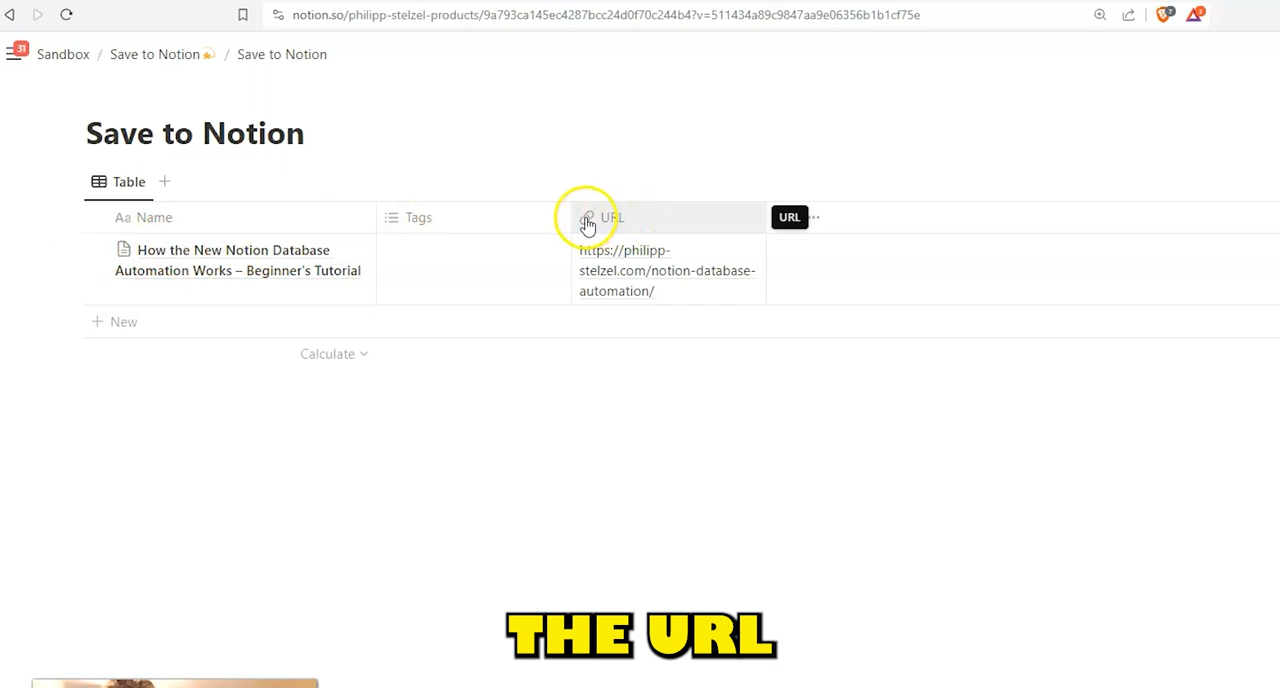 notion.so/philipp-stelzel-products/9a793ca145ec4287bcc24d0f70c244b4?v=511434a89c9847aa9e06356b1b1cf75e
7
3
31
Sandbox / Save to Notion / Save to Notion
Save to Notion
Table +
Aa Name
Tags
URL
URL
...
How the New Notion Database
Automation Works – Beginner's Tutorial
https://philipp-
stelzel.com/notion-database-
automation/
+ New
Calculate
THE URL